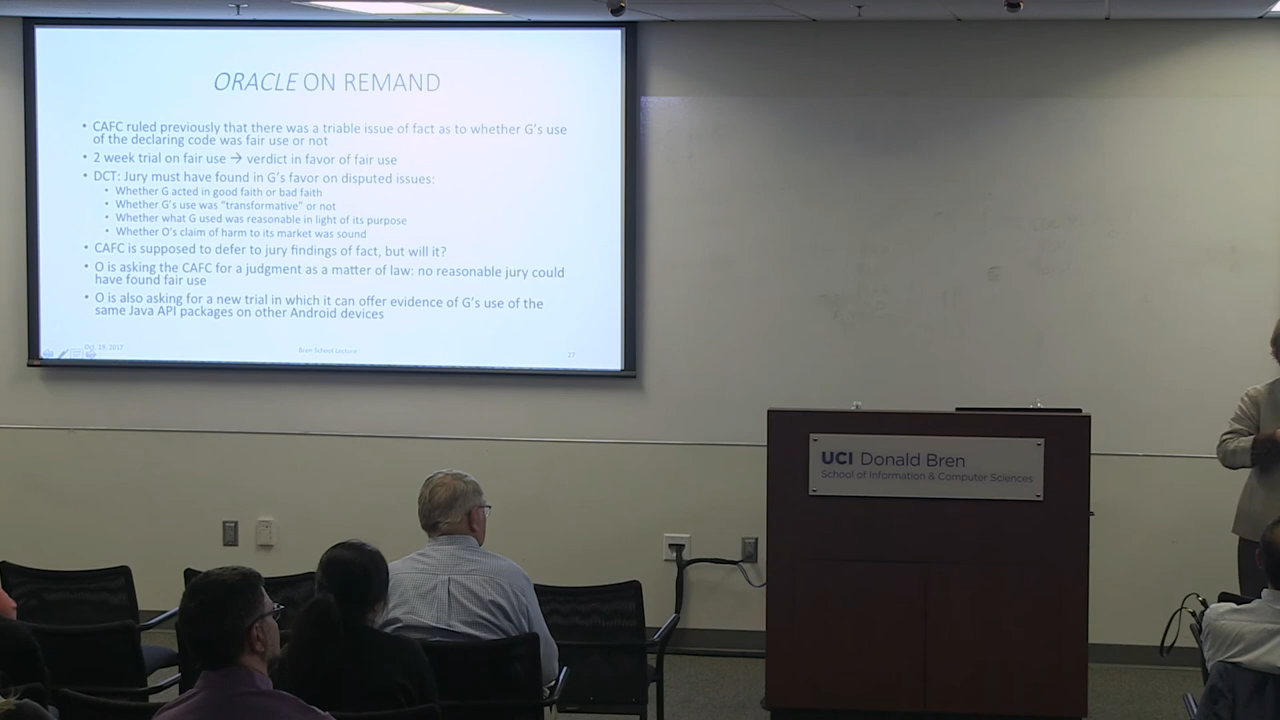 ORACLE ON REMAND
• CAFC ruled previously that there was a triable issue of fact as to whether G's use
of the declaring code was fair use or not
• 2 week trial on fair use → verdict in favor of fair use
• DCT: Jury must have found in G's favor on disputed issues:
• Whether G acted in good faith or bad faith
• Whether G's use was "transformative" or not
• Whether what G used was reasonable in light of its purpose
• Whether O's claim of harm to its market was sound
• CAFC is supposed to defer to jury findings of fact, but will it?
• O is asking the CAFC for a judgment as a matter of law: no reasonable jury could
have found fair use
• O is also asking for a new trial in which it can offer evidence of G's use of the
same Java API packages on other Android devices
Oct. 19, 2017
Bren School Lecture
27
UCI Donald Bren
School of Information & Computer Sciences